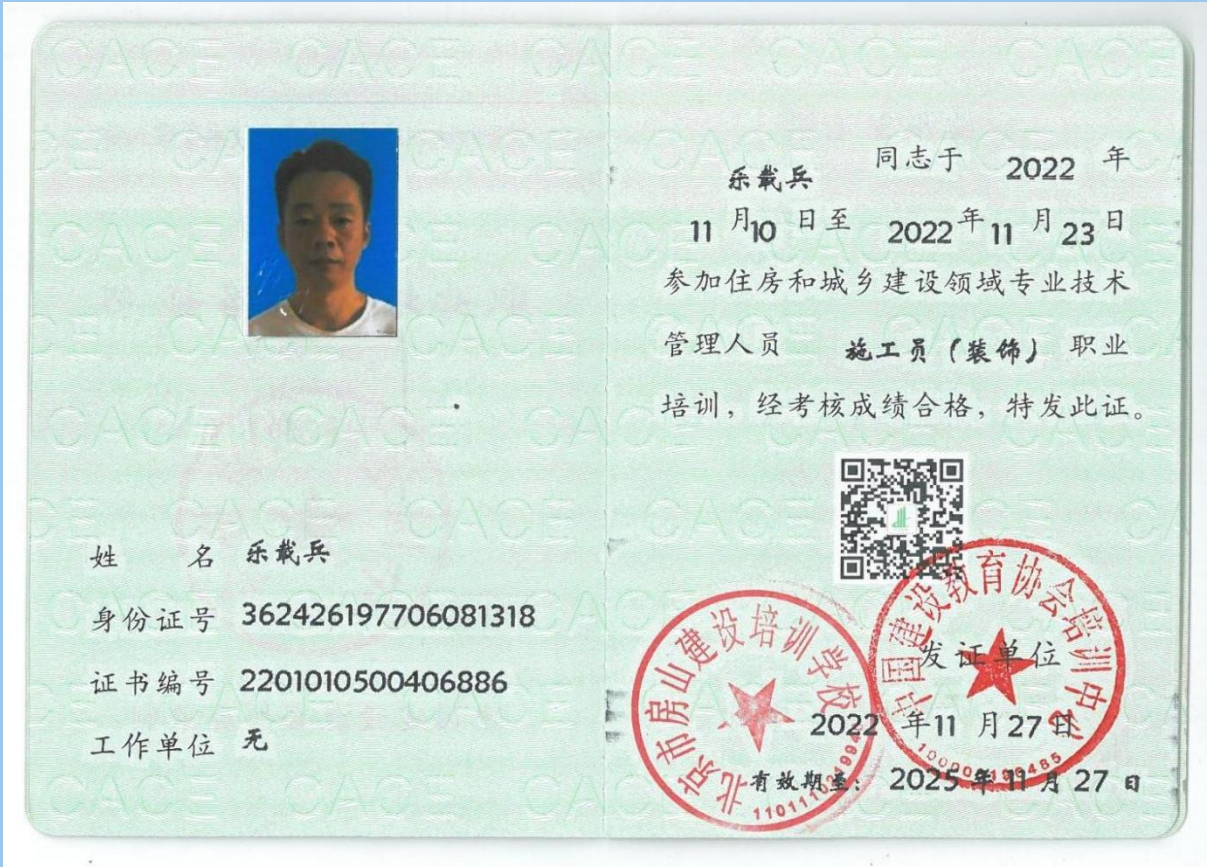 姓 名 乐载兵
身份证号 362426197706081318
证书编号 2201010500406886
工作单位 无
乐载兵 同志于 2022 年
11 月 10 日至 2022 年 11 月 23 日
参加住房和城乡建设领域专业技术
管理人员 施工员（装饰） 职业
培训，经考核成绩合格，特发此证。
北京市房山建设培训学校
中国建设教育协会培训中心
发证单位
2022 年 11 月 27 日
有效期至： 2025 年 11 月 27 日
CACE